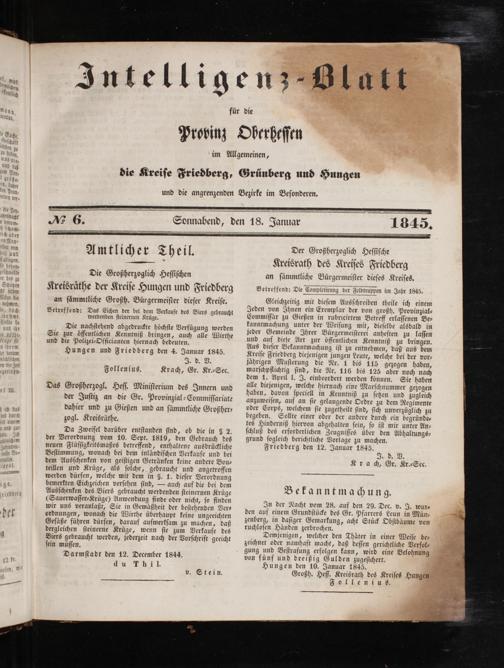 Intelligenz-Blatt
für die
Provinz Oberhessen
im Allgemeinen,
die Kreise Friedberg, Grünberg und Hungen
und die angrenzenden Bezirke im Besonderen.
№ 6. Sonnabend, den 18. Januar 1845.
Amtlicher Theil.
Die Großherzoglich Hessischen
Kreisräthe der Kreise Hungen und Friedberg
an sämmtliche Großh. Bürgermeister dieser Kreise.
Betreffend: Das Eichen der bei dem Verkaufe des Biers gebraucht
werdenden steinernen Krüge.
Die nachstehend abgedruckte höchste Verfügung werden
Sie zur öffentlichen Kenntniß bringen, auch alle Wirthe
und die Polizei-Officianten hiernach bedeuten.
Hungen und Friedberg den 4. Januar 1845.
J. d. V.
Follenius. Krach, Gr. Kr.-Sec.
Das Großherzogl. Hess. Ministerium des Innern und
der Justiz an die Gr. Provinzial-Commissariate
dahier und zu Gießen und an sämmtliche Großher-
zogl. Kreisräthe.
Da Zweifel darüber entstanden sind, ob die in § 2.
der Verordnung vom 10. Sept. 1819, den Gebrauch des
neuen Flüssigkeitsmaßes betreffend, enthaltene Be-
stimmung, wonach bei dem inländischen Verkaufe und bei
dem Ausschenken von geistigen Getränken keine andere Bou-
teillen und Krüge, als solche, gebraucht und angetroffen
werden dürfen, welche mit dem in § 1. dieser Verordnung
bemerkten Eichzeichen versehen sind, — auch auf die bei dem
Ausschenken des Biers gebraucht werdenden steinernen Krüge
(Sauerwasser-Krüge) Anwendung finde oder nicht, so finden
wir uns veranlaßt, Sie in Gewäßheit der bestehenden Ver-
ordnungen, wonach die Wirthe überhaupt keine ungeeichten
Gefäße führen dürfen, darauf aufmerksam zu machen, daß
dergleichen steinerne Krüge, wenn sie zum Verkaufe des
Biers gebraucht werden, jederzeit nach der Vorschrift geeicht
sein müssen.
Darmstadt den 12. December 1844.
du Thil.
v. Stein.
Der Großherzoglich Hessische
Kreisrath des Kreises Friedberg
an sämmtliche Bürgermeister dieses Kreises.
Betreffend: Die Completirung der Feldtruppen im Jahr 1845.
Gleichzeitig mit diesem Ausschreiben theile ich einem
Jeden von Ihnen ein Exemplar der von großh. Provinzial-
Commissär zu Gießen in rubricirtem Betreff erlassenen Be-
kanntmachung unter der Weisung mit, dieselbe alsbald in
der Gemeinde Ihrer Bürgermeisterei anheften zu lassen
und auf diese Art zur öffentlichen Kenntniß zu bringen.
Aus dieser Bekanntmachung ist zu entnehmen, daß aus dem
Kreise Friedberg diejenigen jungen Leute, welche bei der vor-
jährigen Musterung die Nr. 1 bis 115 gezogen haben,
marschpflichtig sind, die Nr. 116 bis 125 aber noch nach
dem 1. April l. J. einbeordert werden können. Sie haben
alle diejenigen, welche hiernach eine Marschnummer gezogen
haben, davon speciell in Kenntniß zu setzen und zugleich
anzuweisen, auf an sie gelangende Ordre zu den Regimente
oder Corps, welchem sie zugetheilt sind, sich unverzüglich zu
begeben. Sollte einer oder der andere durch ein begründe-
tes Hinderniß hiervon abgehalten sein, so ist mir unter An-
schluß des erforderlichen Zeugnisses über den Abhaltungs-
grund sogleich berichtliche Vorlage zu machen.
Friedberg den 12. Januar 1845.
J. d. V.
Krach, Gr. Kr.-Sec.
Bekanntmachung.
In der Nacht vom 28. auf den 29. Dec. v. J. wur-
den auf einem Grundstücke des Gr. Pfarrers Leun in Mün-
zenberg, in dasiger Gemarkung, acht Stück Obstbäume von
ruchlosen Händen zerbrochen.
Demjenigen, welcher den Thäter in einer Weise be-
zeichnet oder namhaft macht, daß dessen gerichtliche Verfol-
gung und Bestrafung erfolgen kann, wird eine Belohnung
von fünf und dreißig Gulden zugesichert.
Hungen den 10. Januar 1845.
Großh. Hess. Kreisrath des Kreises Hungen
Follenius.